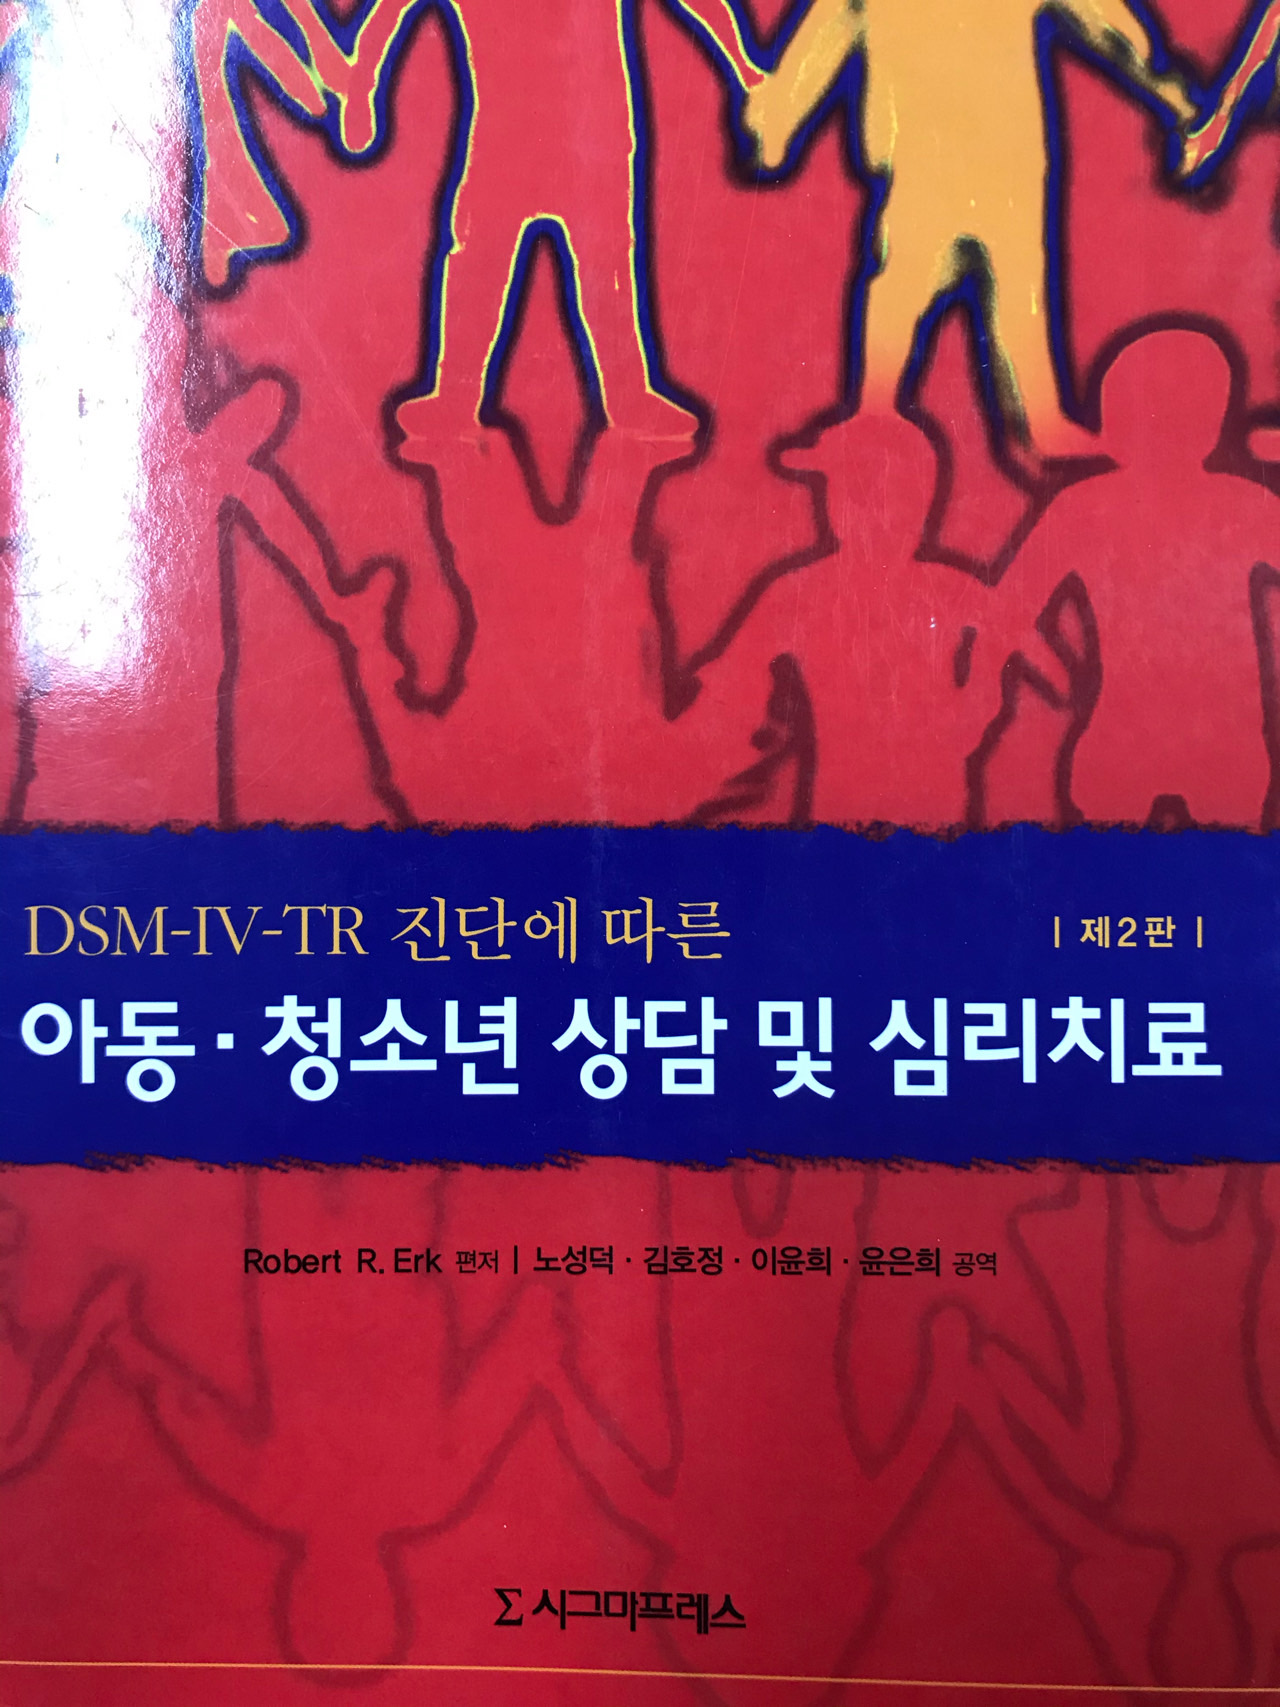 DSM-IV-TR 진단에 따른 | 제2판 |
아동·청소년 상담 및 심리치료
Robert R. Erk 편저 | 노성덕·김호정·이윤희·윤은희 공역
Σ 시그마프레스